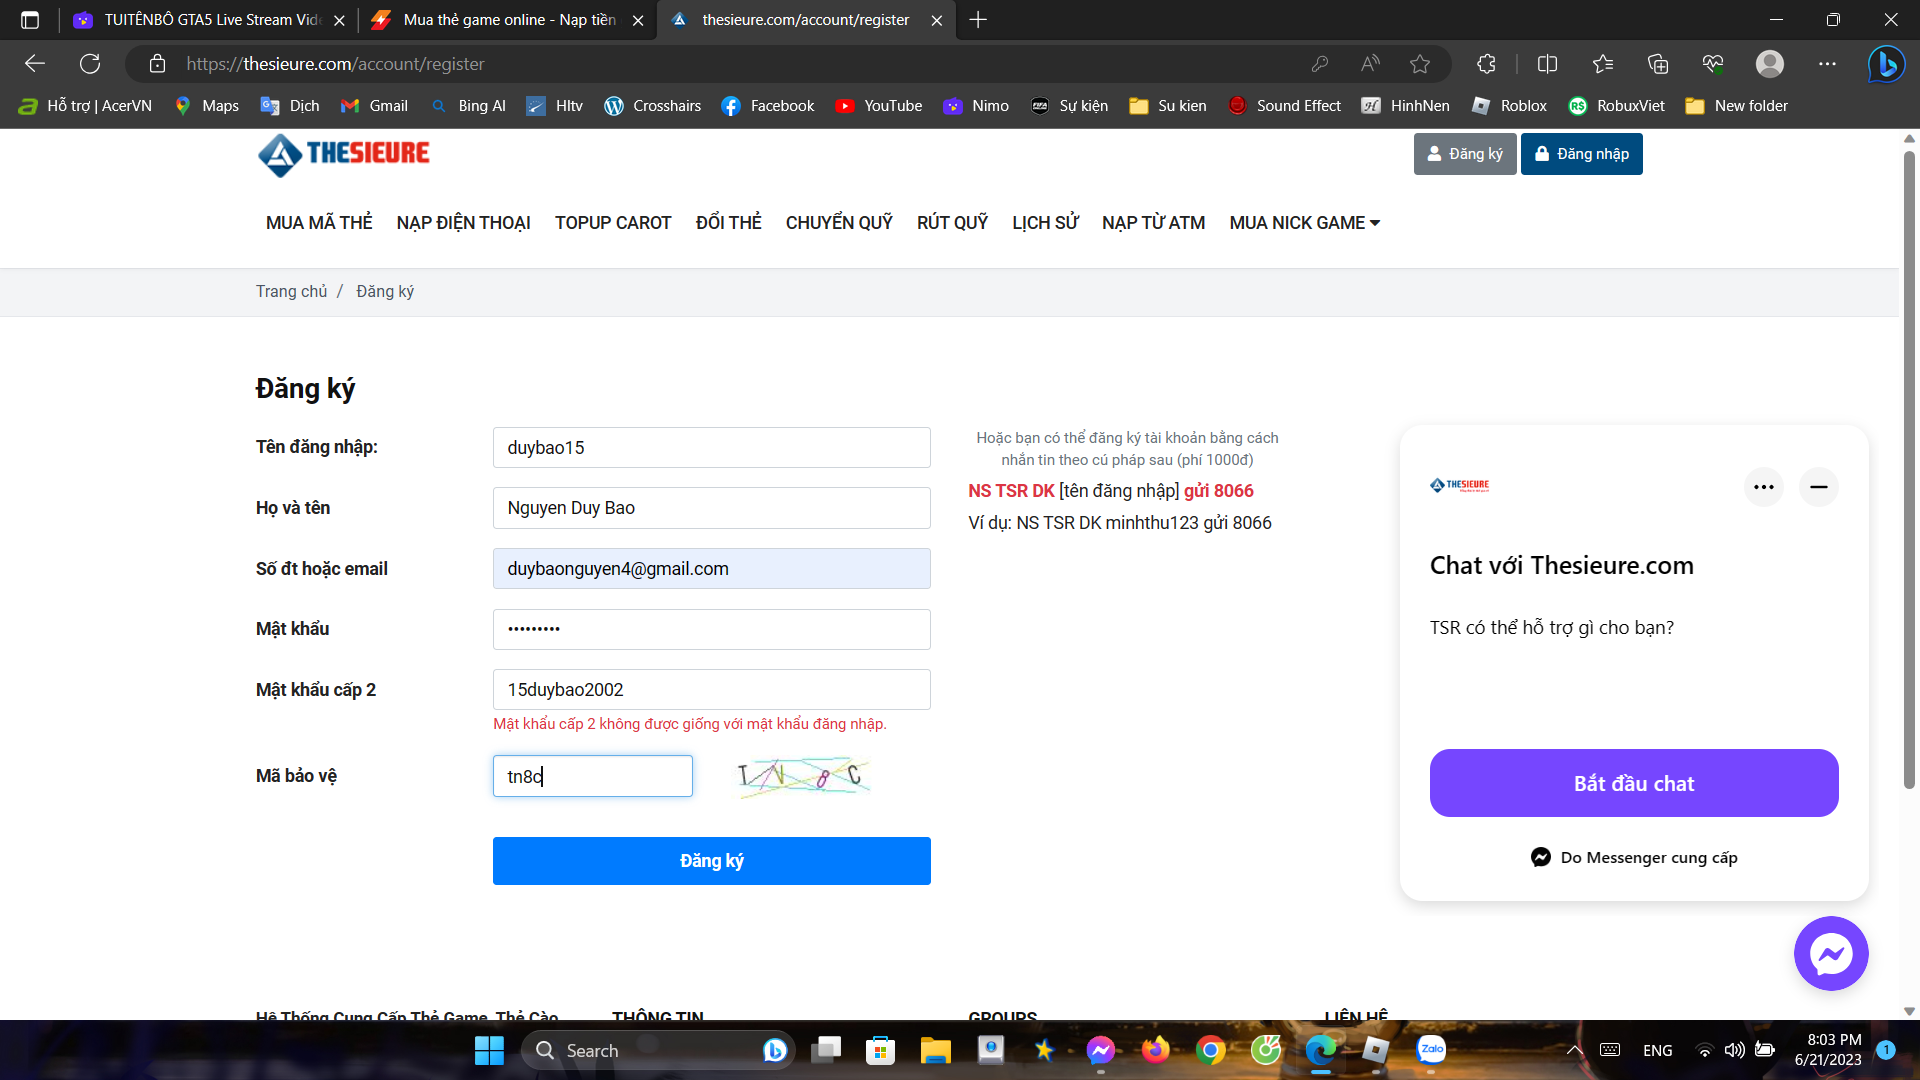 TUITÊNBÔ GTA5 Live Stream Vid
Mua thẻ game online - Nạp tiền
thesieure.com/account/register
https://thesieure.com/account/register
Hỗ trợ | AcerVN
Maps
Dịch
Gmail
Bing AI
Hltv
Crosshairs
Facebook
YouTube
Nimo
Sự kiện
Su kien
Sound Effect
HinhNen
Roblox
RobuxViet
New folder
THESIEURE
Đăng ký
Đăng nhập
MUA MÃ THẺ
NẠP ĐIỆN THOẠI
TOPUP CAROT
ĐỔI THẺ
CHUYỂN QUỸ
RÚT QUỸ
LỊCH SỬ
NẠP TỪ ATM
MUA NICK GAME
Trang chủ / Đăng ký
Đăng ký
Tên đăng nhập:
duybao15
Họ và tên
Nguyen Duy Bao
Số đt hoặc email
duybaonguyen4@gmail.com
Mật khẩu
•••••••••
Mật khẩu cấp 2
15duybao2002
Mật khẩu cấp 2 không được giống với mật khẩu đăng nhập.
Mã bảo vệ
tn8c
T N 8 C
Đăng ký
Hoặc bạn có thể đăng ký tài khoản bằng cách
nhắn tin theo cú pháp sau (phí 1000đ)
NS TSR DK [tên đăng nhập] gửi 8066
Ví dụ: NS TSR DK minhthu123 gửi 8066
THESIEURE
Chat với Thesieure.com
TSR có thể hỗ trợ gì cho bạn?
Bắt đầu chat
Do Messenger cung cấp
Hệ Thống Cung Cấp Thẻ Game, Thẻ Cào
THÔNG TIN
GROUPS
LIÊN HỆ
Search
Zalo
ENG
8:03 PM
6/21/2023
1